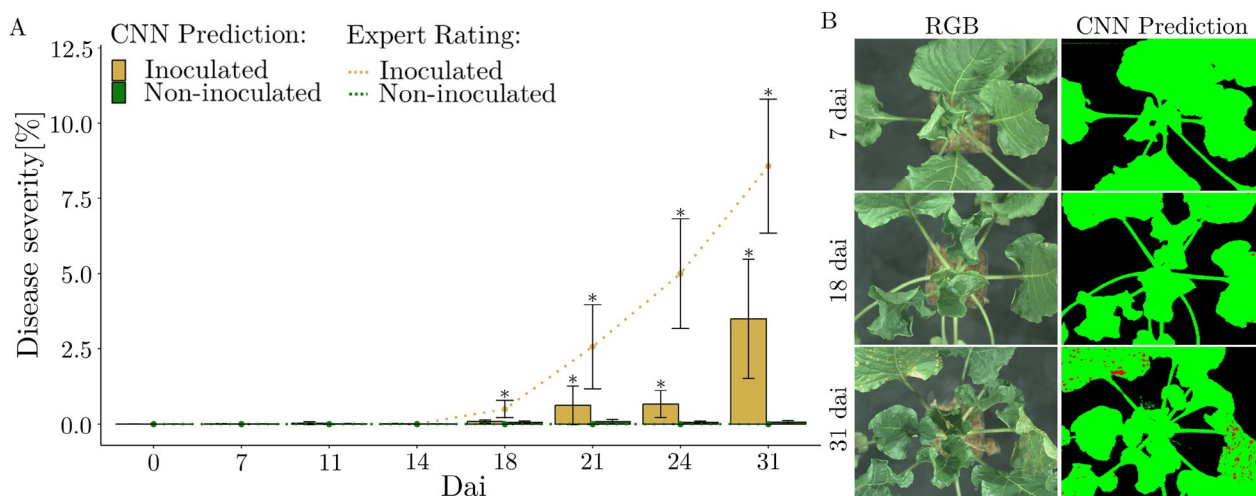 A
CNN Prediction:
Inoculated
Non-inoculated
Expert Rating:
Inoculated
Non-inoculated
Disease severity[%]
12.5
10.0
7.5
5.0
2.5
0.0
* * * * * * *
0 7 11 14 18 21 24 31
Dai
B
RGB CNN Prediction
7 dai
18 dai
31 dai